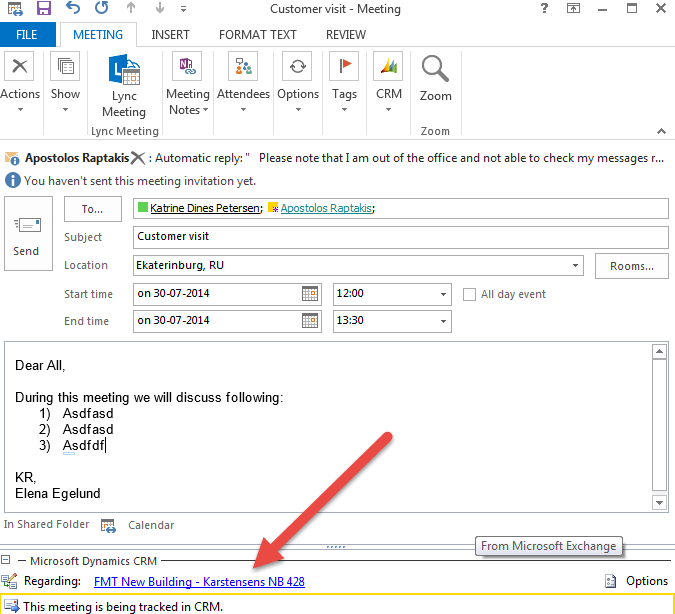 Customer visit - Meeting
?
FILE MEETING INSERT FORMAT TEXT REVIEW
Actions Show Lync Meeting Meeting Notes Attendees Options Tags CRM Zoom
Lync Meeting Zoom
Apostolos Raptakis : Automatic reply: " Please note that I am out of the office and not able to check my messages r...
You haven't sent this meeting invitation yet.
Send
To... Katrine Dines Petersen; Apostolos Raptakis;
Subject Customer visit
Location Ekaterinburg, RU Rooms...
Start time on 30-07-2014 12:00 All day event
End time on 30-07-2014 13:30
Dear All,
During this meeting we will discuss following:
1) Asdfasd
2) Asdfasd
3) Asdfdf
KR,
Elena Egelund
In Shared Folder Calendar
From Microsoft Exchange
Microsoft Dynamics CRM
Regarding: FMT New Building - Karstensens NB 428 Options
This meeting is being tracked in CRM.